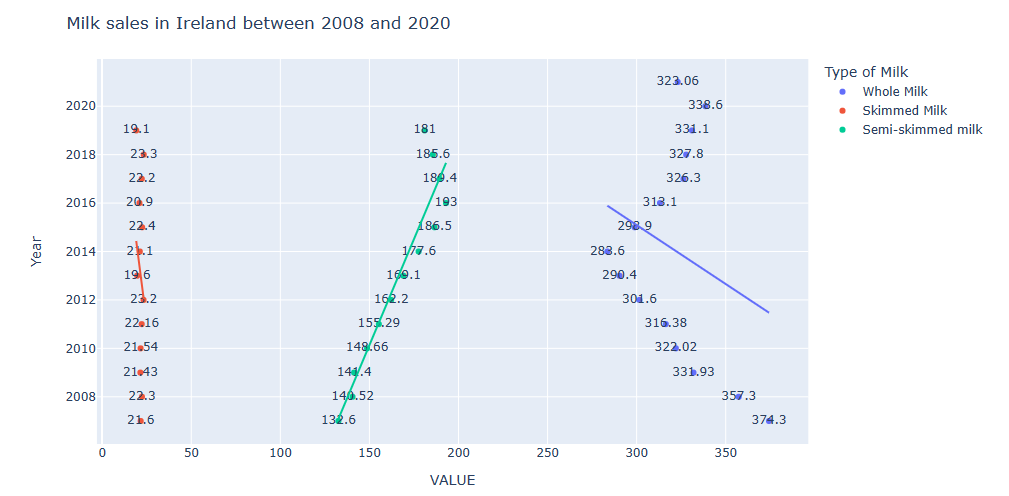 Milk sales in Ireland between 2008 and 2020
Type of Milk
Whole Milk
Skimmed Milk
Semi-skimmed milk
323.06
2020 338.6
19.1 181 331.1
2018 23.3 185.6 327.8
22.2 189.4 326.3
2016 20.9 193 313.1
22.4 186.5 298.9
2014 21.1 177.6 283.6
19.6 169.1 290.4
2012 23.2 162.2 301.6
22.16 155.29 316.38
2010 21.54 148.66 322.02
21.43 141.4 331.93
2008 22.3 140.52 357.3
21.6 132.6 374.3
0 50 100 150 200 250 300 350
VALUE
Year